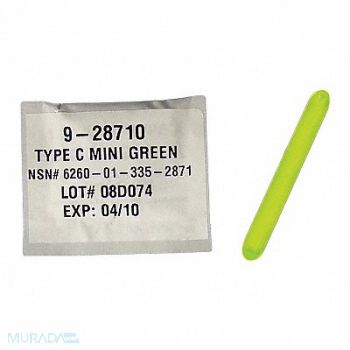 9-28710
TYPE C MINI GREEN
NSN# 6260-01-335-2871
LOT# 08D074
EXP: 04/10
MURADA